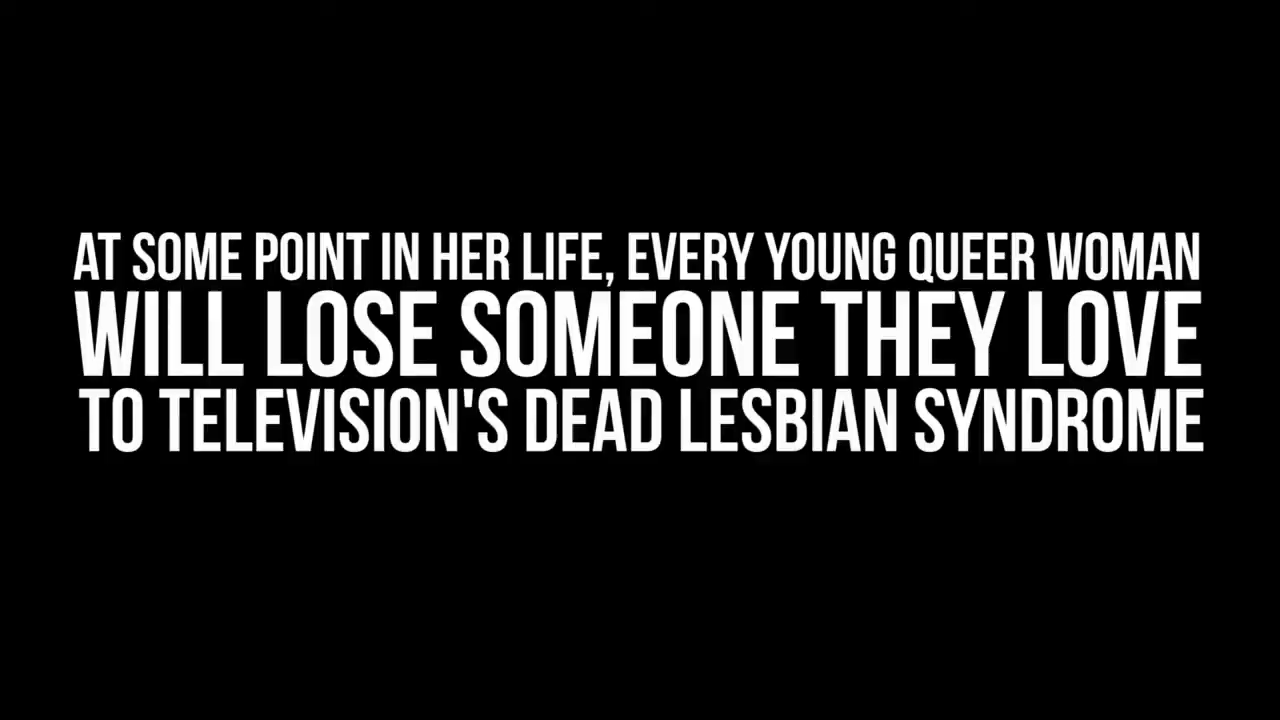 AT SOME POINT IN HER LIFE, EVERY YOUNG QUEER WOMAN
WILL LOSE SOMEONE THEY LOVE
TO TELEVISION'S DEAD LESBIAN SYNDROME